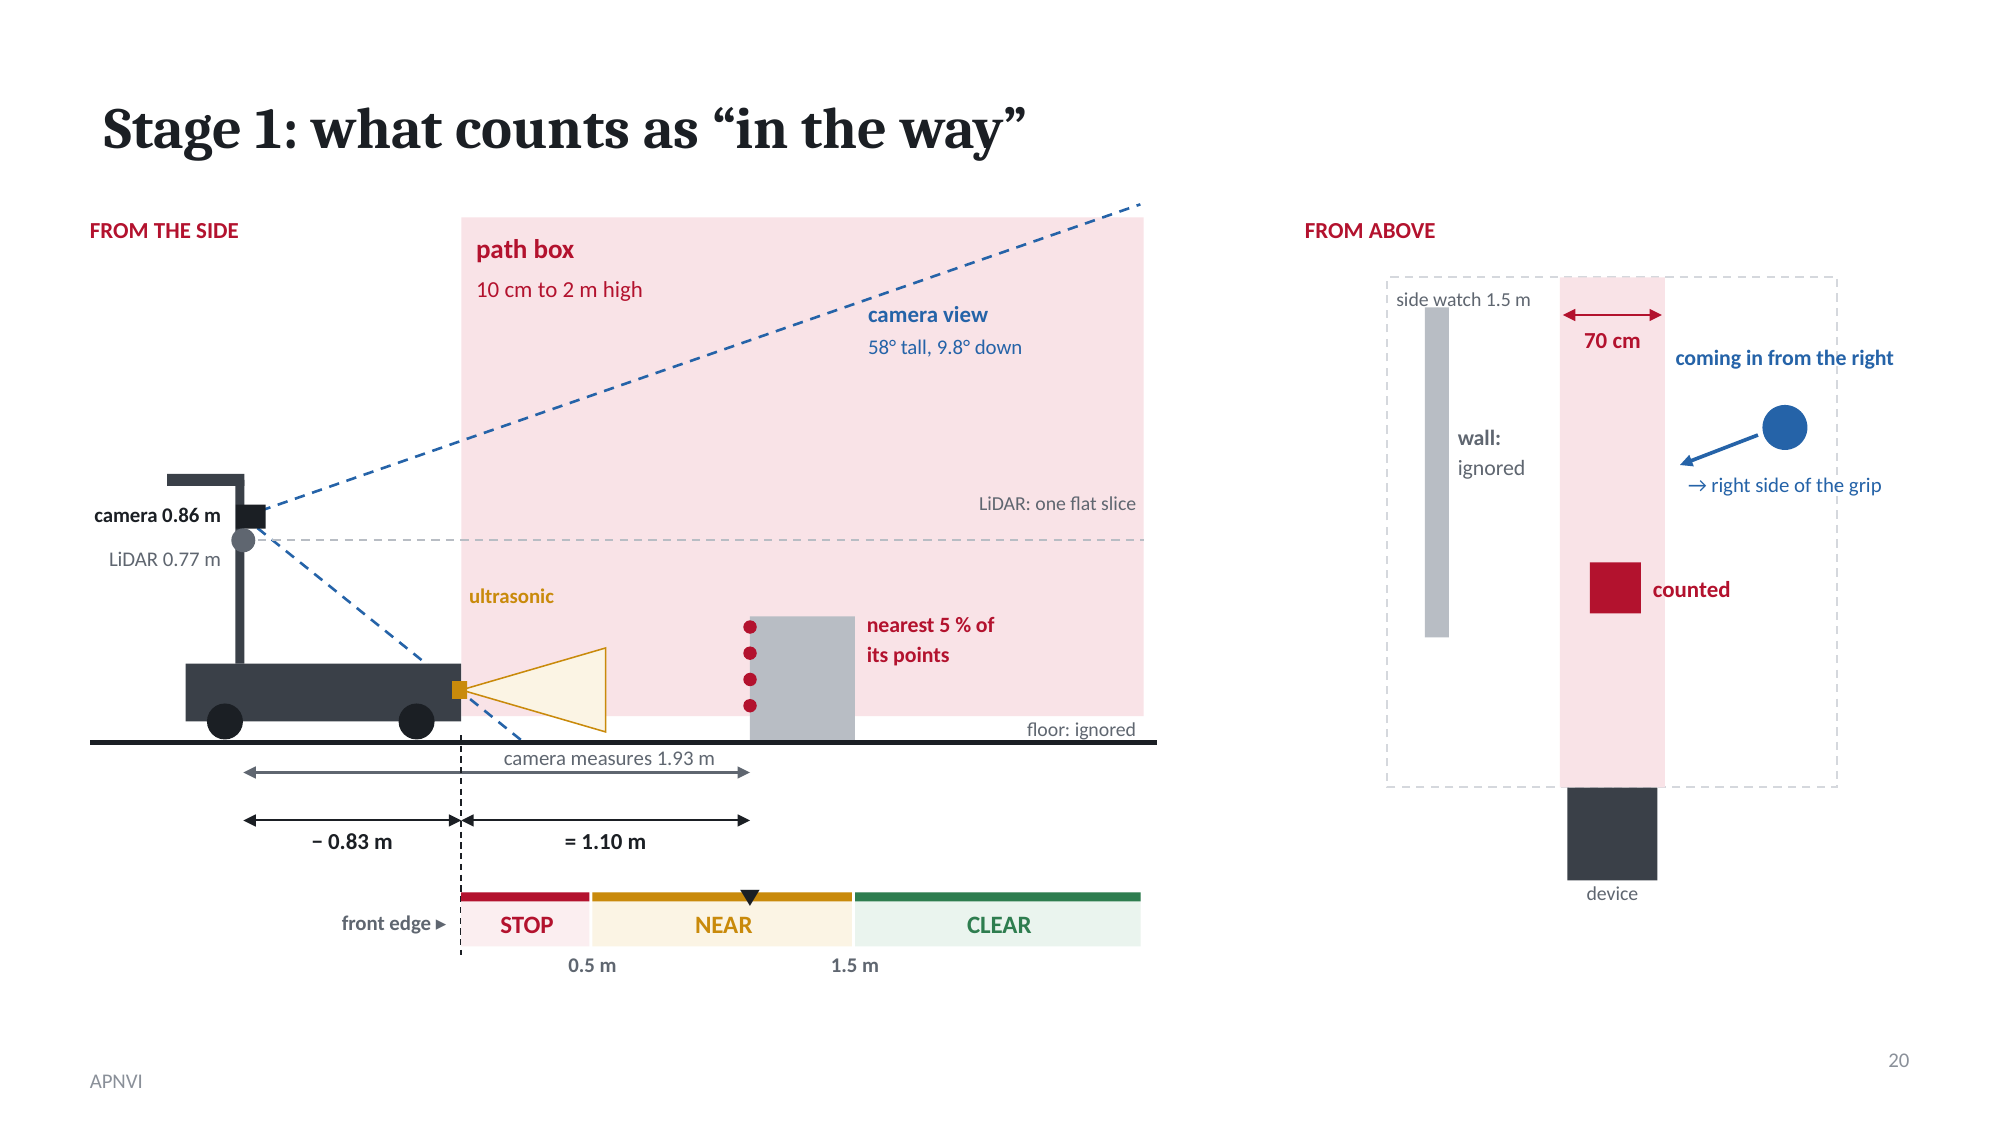 Stage 1: what counts as “in the way”
FROM THE SIDE
path box
10 cm to 2 m high
camera view
58° tall, 9.8° down
camera 0.86 m
LiDAR 0.77 m
LiDAR: one flat slice
ultrasonic
nearest 5 % of
its points
floor: ignored
camera measures 1.93 m
− 0.83 m
= 1.10 m
front edge ▸
STOP
NEAR
CLEAR
0.5 m
1.5 m
FROM ABOVE
side watch 1.5 m
70 cm
coming in from the right
wall:
ignored
→ right side of the grip
counted
device
APNVI
20